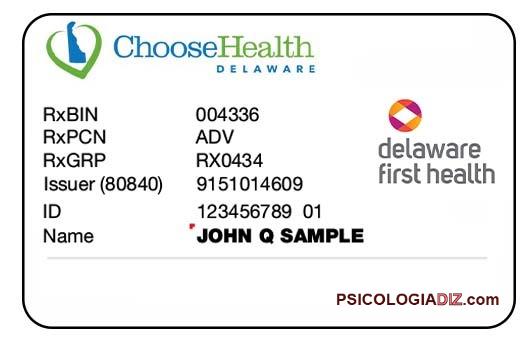 ChooseHealth
DELAWARE
RxBIN 004336
RxPCN ADV
RxGRP RX0434
Issuer (80840) 9151014609
ID 123456789 01
Name JOHN Q SAMPLE
delaware
first health
PSICOLOGIADIZ.com